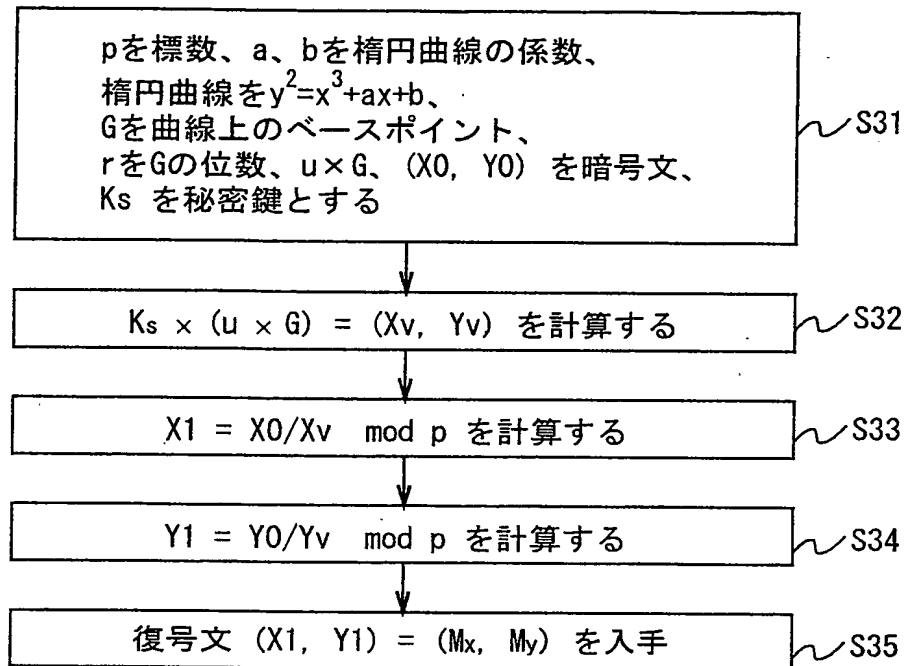 pを標数、a、bを楕円曲線の係数、
楕円曲線をy²=x³+ax+b、
Gを曲線上のベースポイント、
rをGの位数、u×G、(X0, Y0) を暗号文、
Ks を秘密鍵とする
S31
Ks × (u × G) = (Xv, Yv) を計算する
S32
X1 = X0/Xv mod p を計算する
S33
Y1 = Y0/Yv mod p を計算する
S34
復号文 (X1, Y1) = (Mx, My) を入手
S35